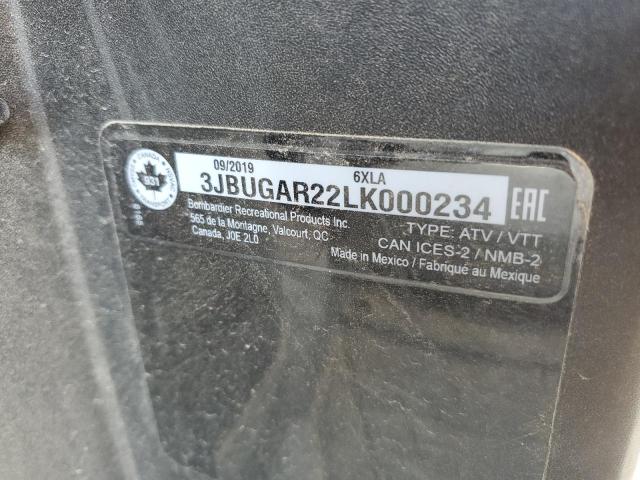 09/2019 6XLA
3JBUGAR22LK000234
EAC
Bombardier Recreational Products Inc.
565 de la Montagne, Valcourt, QC
Canada, J0E 2L0
TYPE: ATV / VTT
CAN ICES-2 / NMB-2
Made in Mexico / Fabriqué au Mexique
CANADA